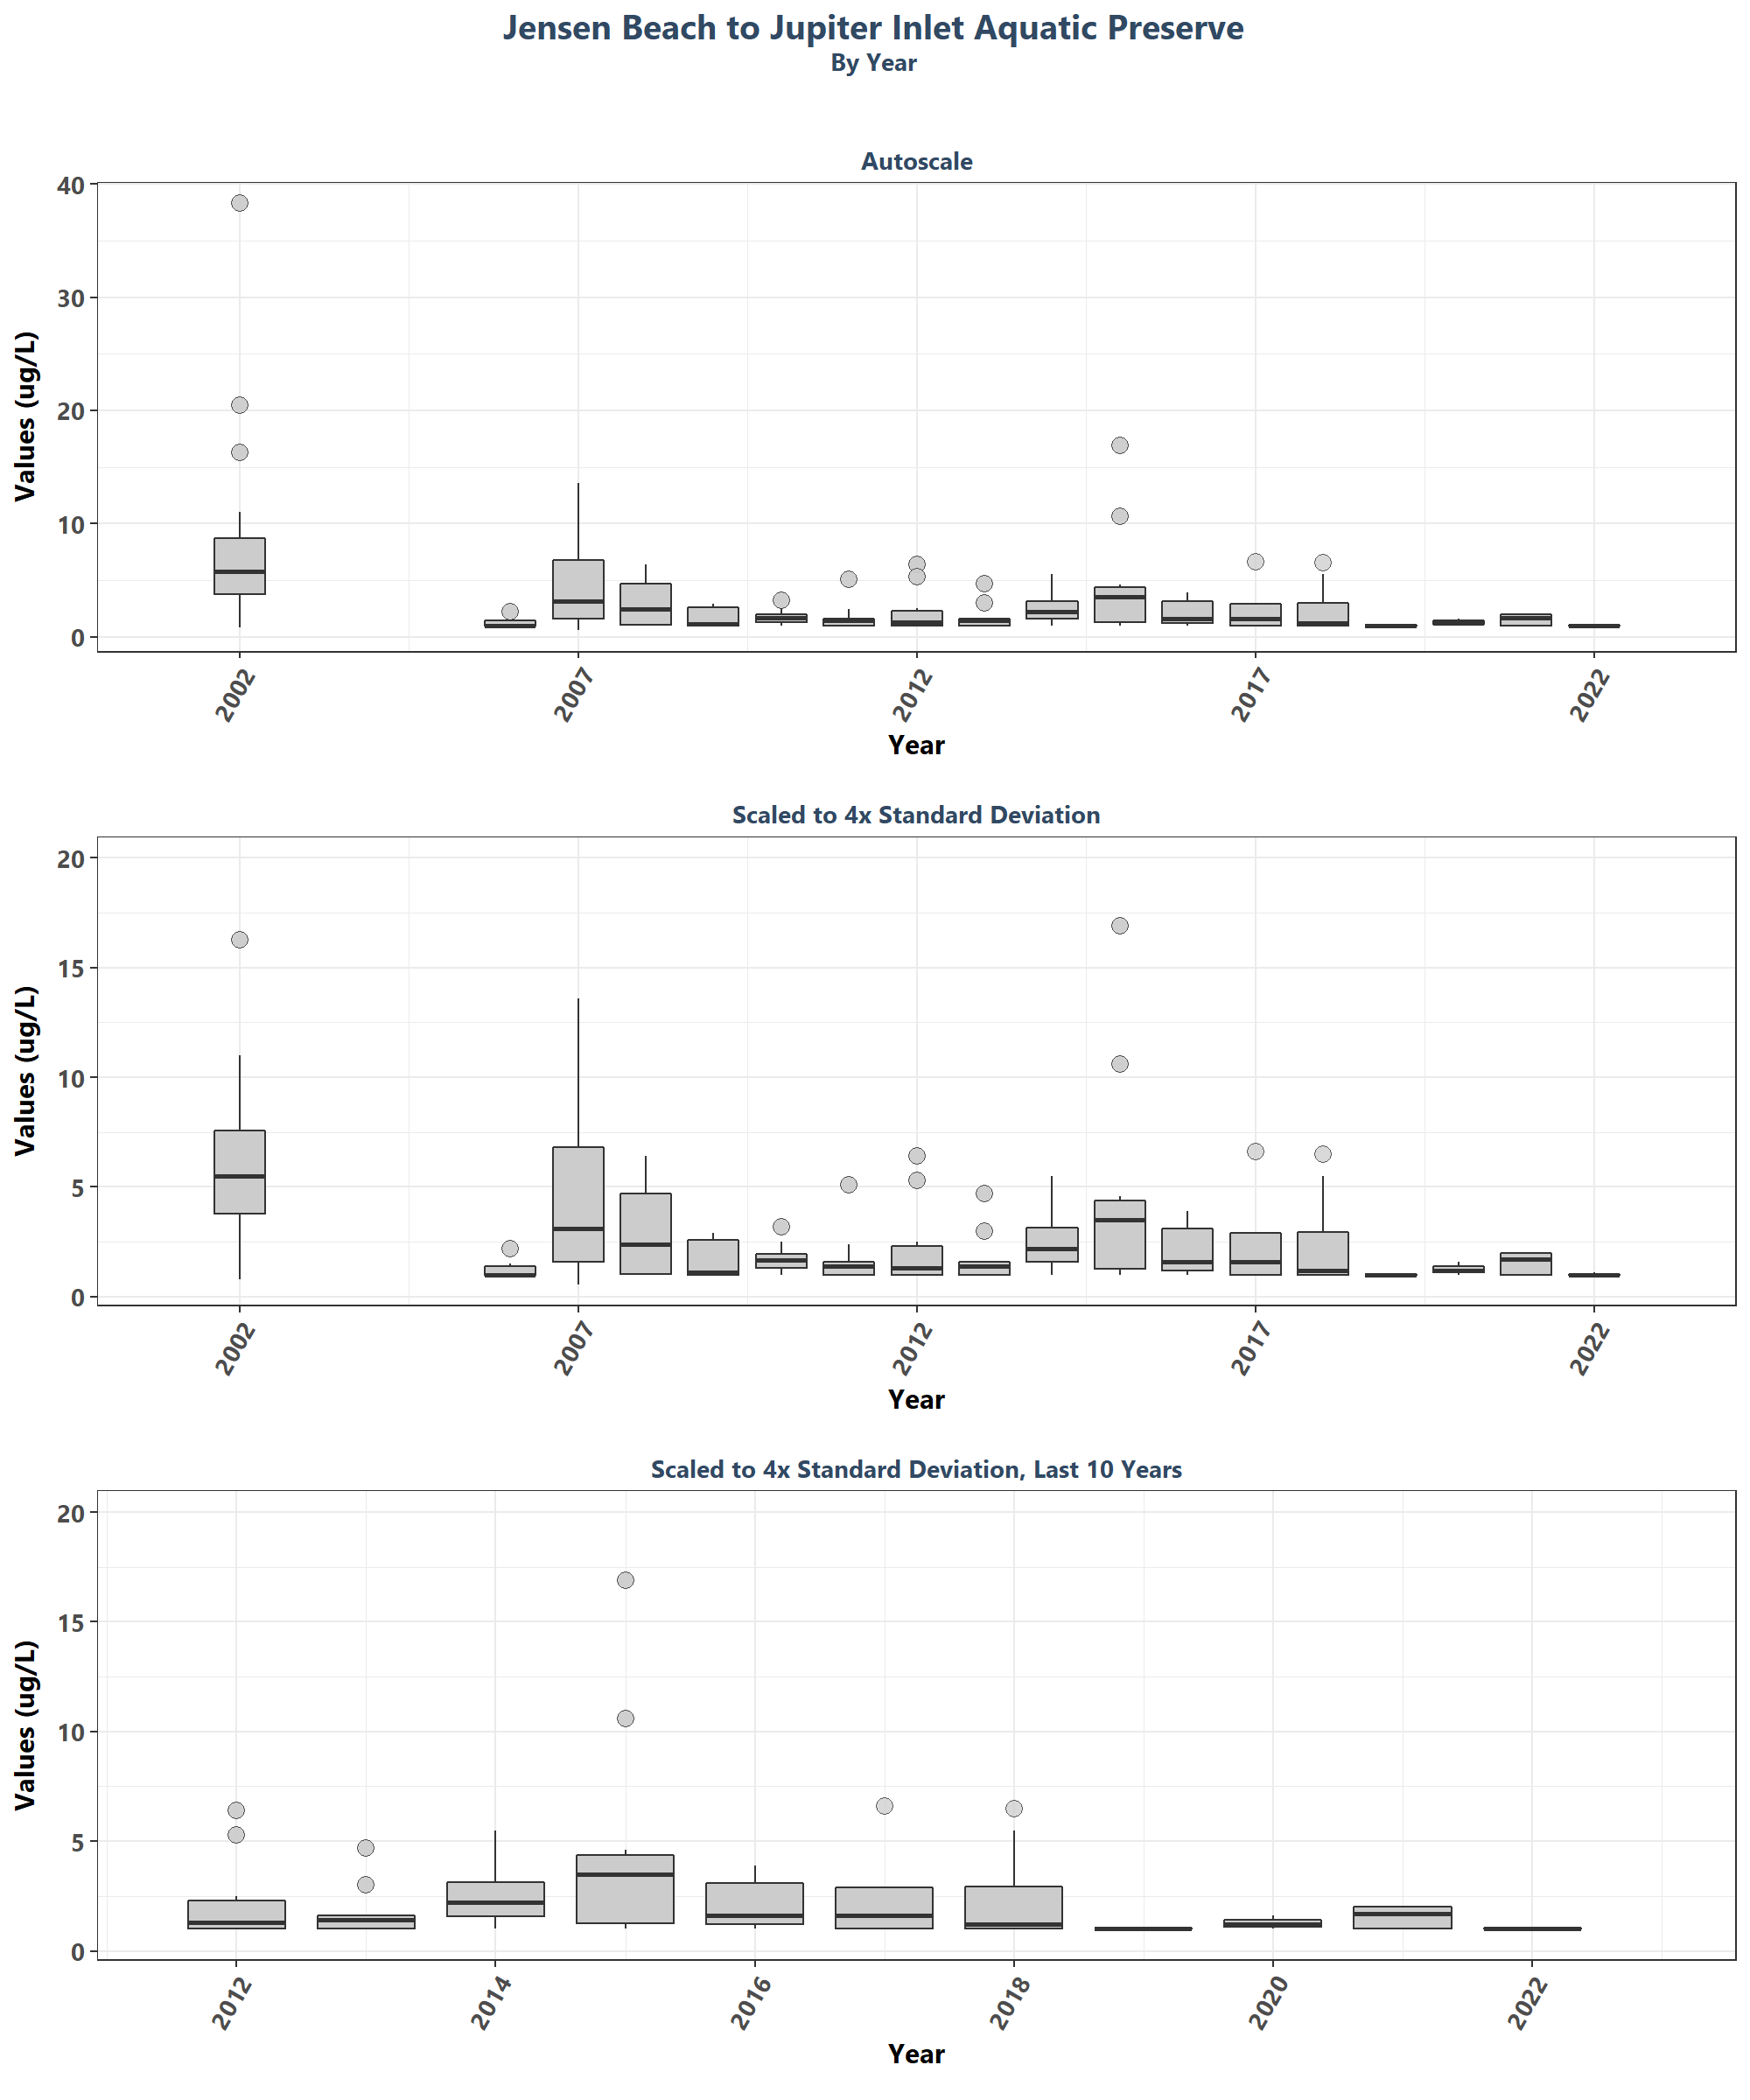 Jensen Beach to Jupiter Inlet Aquatic Preserve
By Year
Autoscale
Values (ug/L)
40
30
20
10
0
2002
2007
2012
2017
2022
Year
Scaled to 4x Standard Deviation
Values (ug/L)
20
15
10
5
0
2002
2007
2012
2017
2022
Year
Scaled to 4x Standard Deviation, Last 10 Years
Values (ug/L)
20
15
10
5
0
2012
2014
2016
2018
2020
2022
Year